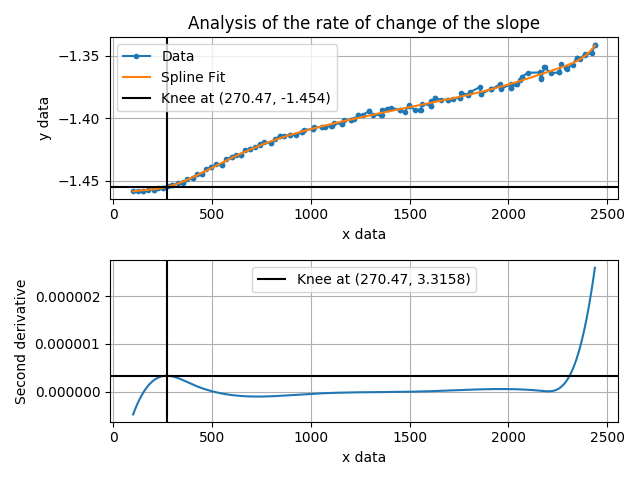 Analysis of the rate of change of the slope
Data
Spline Fit
Knee at (270.47, -1.454)
y data
−1.35
−1.40
−1.45
0 500 1000 1500 2000 2500
x data
Knee at (270.47, 3.3158)
Second derivative
0.000002
0.000001
0.000000
0 500 1000 1500 2000 2500
x data